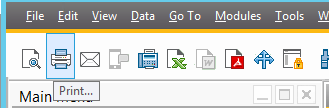 File Edit View Data Go To Modules Tools Wi
Print...
Main Menu